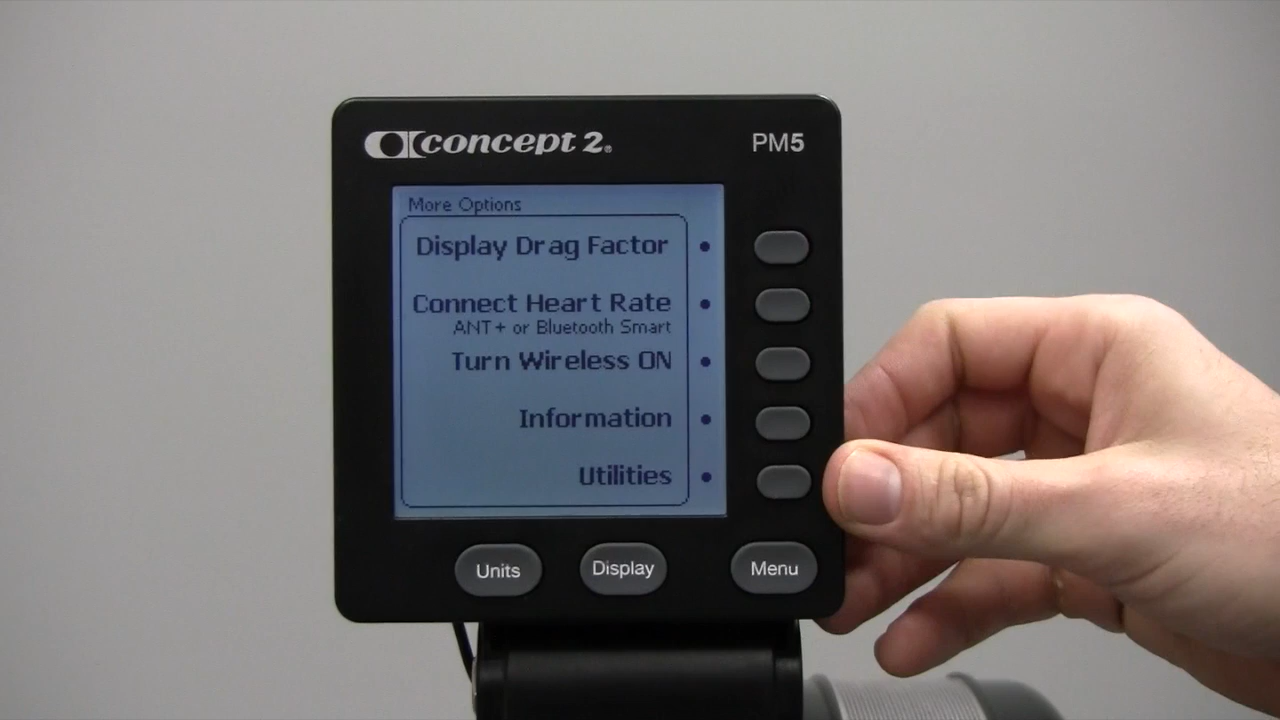 concept 2®
PM5
More Options
Display Drag Factor
Connect Heart Rate
ANT+ or Bluetooth Smart
Turn Wireless ON
Information
Utilities
Units
Display
Menu